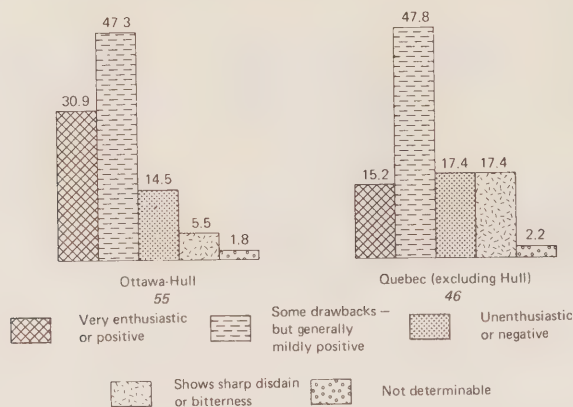 47.3
47.8
30.9
14.5
5.5
1.8
15.2
17.4
17.4
2.2
Ottawa-Hull
55
Quebec (excluding Hull)
46
Very enthusiastic
or positive
Some drawbacks —
but generally
mildly positive
Unenthusiastic
or negative
Shows sharp disdain
or bitterness
Not determinable